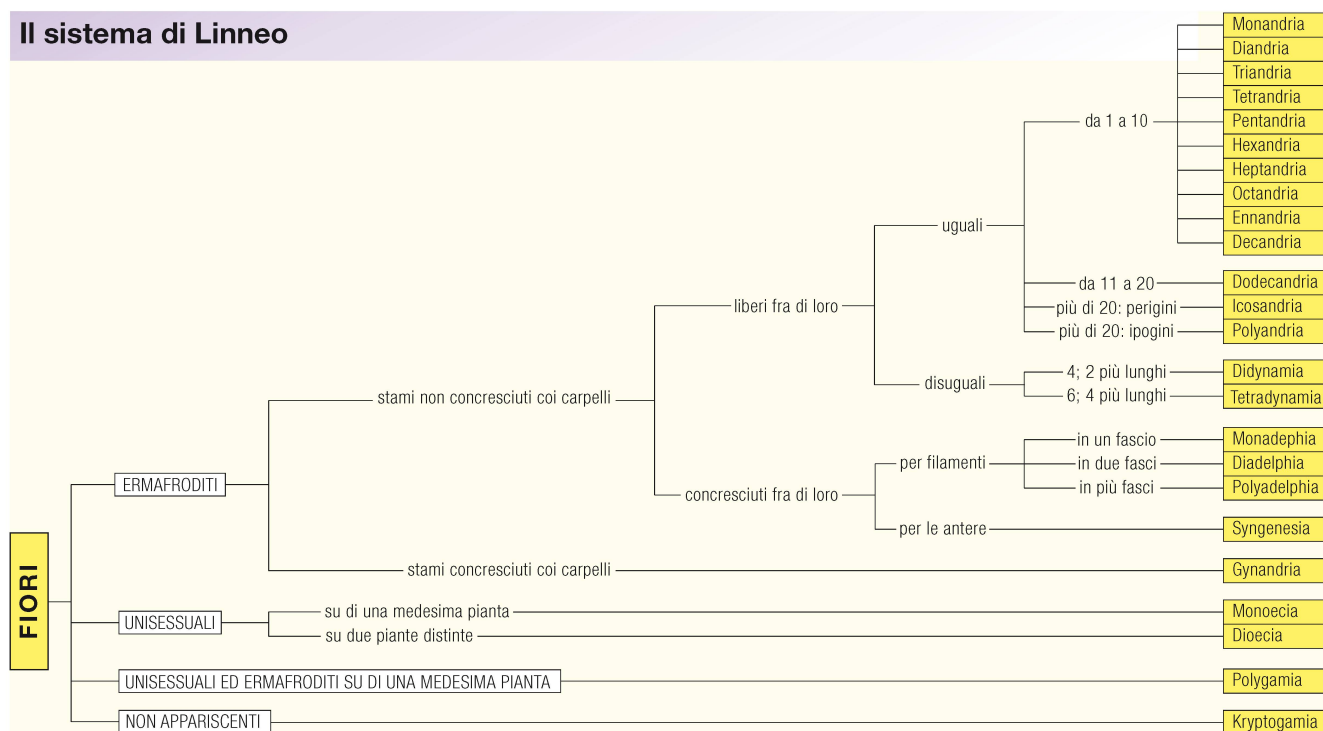 Il sistema di Linneo
Monandria
Diandria
Triandria
Tetrandria
da 1 a 10
Pentandria
Hexandria
Heptandria
Octandria
uguali
Ennandria
Decandria
da 11 a 20
Dodecandria
liberi fra di loro
più di 20: perigini
Icosandria
più di 20: ipogini
Polyandria
disuguali
4; 2 più lunghi
Didynamia
6; 4 più lunghi
Tetradynamia
stami non concresciuti coi carpelli
in un fascio
Monadephia
per filamenti
in due fasci
Diadelphia
in più fasci
Polyadelphia
ERMAFRODITI
concresciuti fra di loro
per le antere
Syngenesia
stami concresciuti coi carpelli
Gynandria
FIORI
UNISESSUALI
su di una medesima pianta
Monoecia
su due piante distinte
Dioecia
UNISESSUALI ED ERMAFRODITI SU DI UNA MEDESIMA PIANTA
Polygamia
NON APPARISCENTI
Kryptogamia